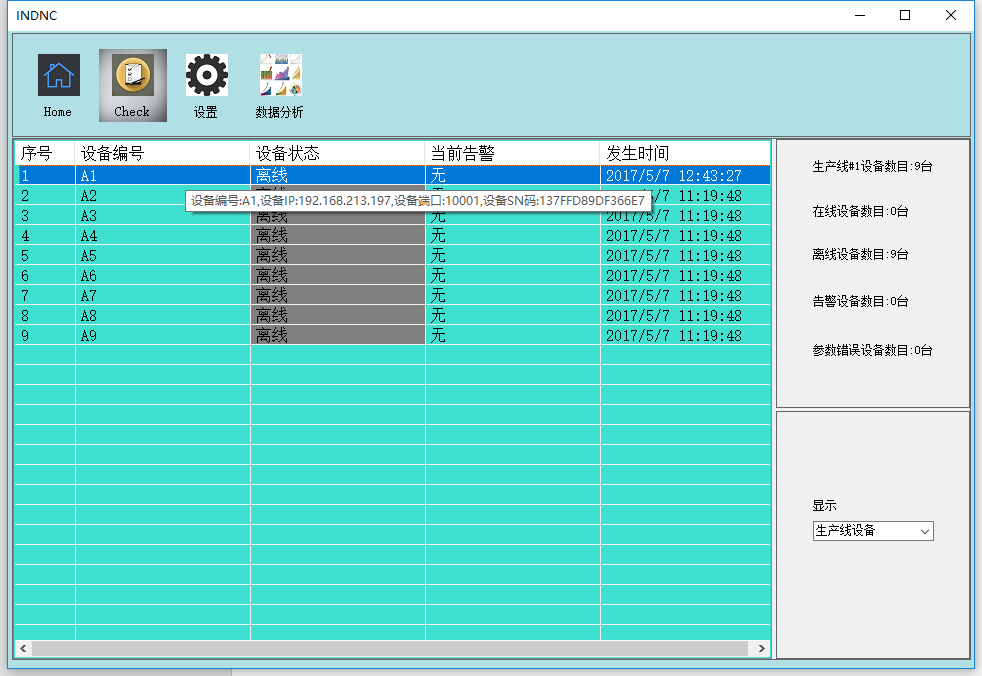 INDNC
Home Check 设置 数据分析
序号 设备编号 设备状态 当前告警 发生时间
1 A1 离线 无 2017/5/7 12:43:27
2 A2
设备编号:A1,设备IP:192.168.213.197,设备端口:10001,设备SN码:137FFD89DF366E7
3 A3 离线 无 2017/5/7 11:19:48
4 A4 离线 无 2017/5/7 11:19:48
5 A5 离线 无 2017/5/7 11:19:48
6 A6 离线 无 2017/5/7 11:19:48
7 A7 离线 无 2017/5/7 11:19:48
8 A8 离线 无 2017/5/7 11:19:48
9 A9 离线 无 2017/5/7 11:19:48
生产线#1设备数目:9台
在线设备数目:0台
离线设备数目:9台
告警设备数目:0台
参数错误设备数目:0台
显示
生产线设备